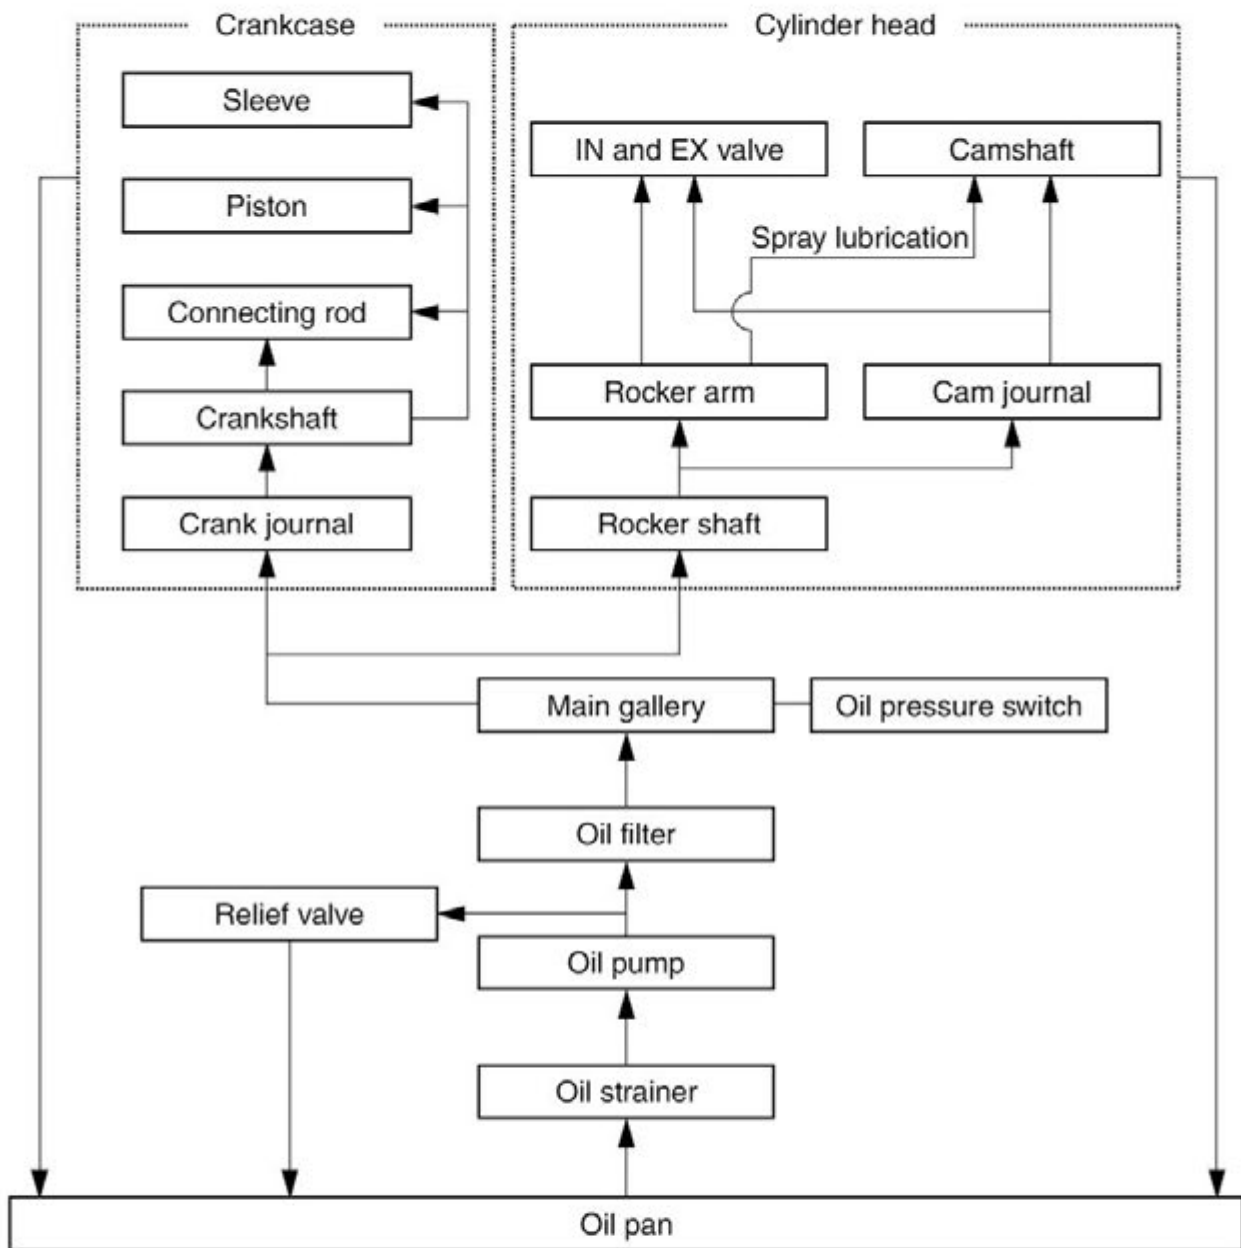 Crankcase
Cylinder head
Sleeve
IN and EX valve
Camshaft
Piston
Spray lubrication
Connecting rod
Rocker arm
Cam journal
Crankshaft
Crank journal
Rocker shaft
Main gallery
Oil pressure switch
Oil filter
Relief valve
Oil pump
Oil strainer
Oil pan